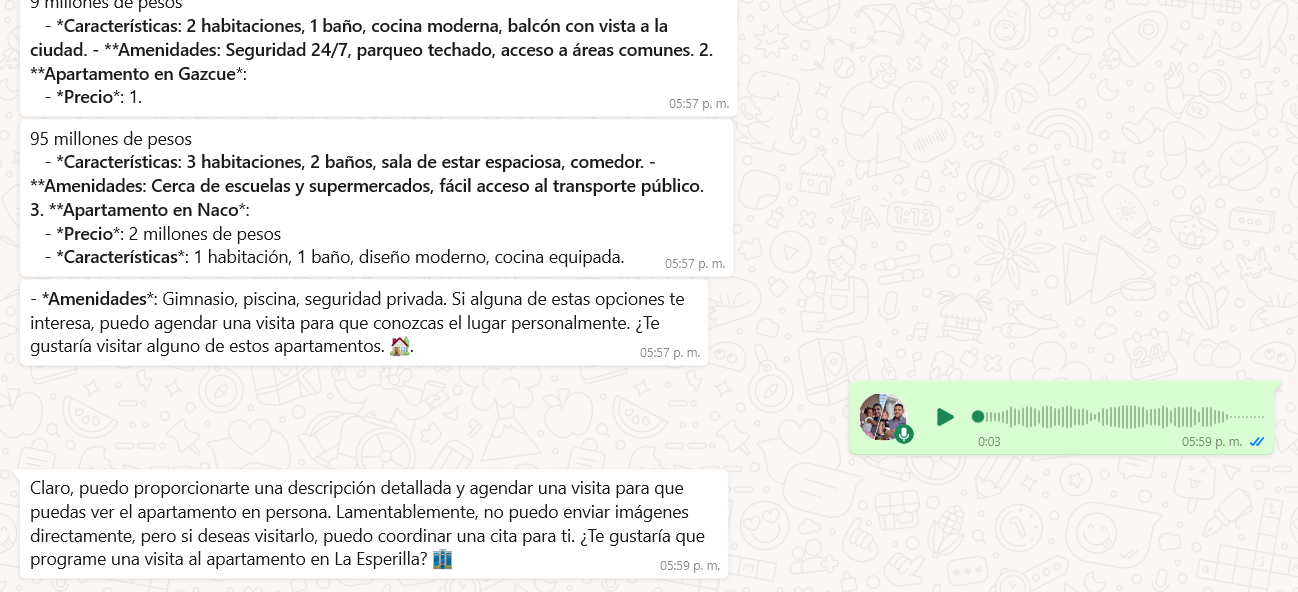 9 millones de pesos
- *Características: 2 habitaciones, 1 baño, cocina moderna, balcón con vista a la
ciudad. - **Amenidades: Seguridad 24/7, parqueo techado, acceso a áreas comunes. 2.
**Apartamento en Gazcue*:
- *Precio*: 1.
05:57 p. m.
95 millones de pesos
- *Características: 3 habitaciones, 2 baños, sala de estar espaciosa, comedor. -
**Amenidades: Cerca de escuelas y supermercados, fácil acceso al transporte público.
3. **Apartamento en Naco*:
- *Precio*: 2 millones de pesos
- *Características*: 1 habitación, 1 baño, diseño moderno, cocina equipada.
05:57 p. m.
- *Amenidades*: Gimnasio, piscina, seguridad privada. Si alguna de estas opciones te
interesa, puedo agendar una visita para que conozcas el lugar personalmente. ¿Te
gustaría visitar alguno de estos apartamentos. 🏡.
05:57 p. m.
0:03
05:59 p. m.
Claro, puedo proporcionarte una descripción detallada y agendar una visita para que
puedas ver el apartamento en persona. Lamentablemente, no puedo enviar imágenes
directamente, pero si deseas visitarlo, puedo coordinar una cita para ti. ¿Te gustaría que
programe una visita al apartamento en La Esperilla? 🏙️
05:59 p. m.